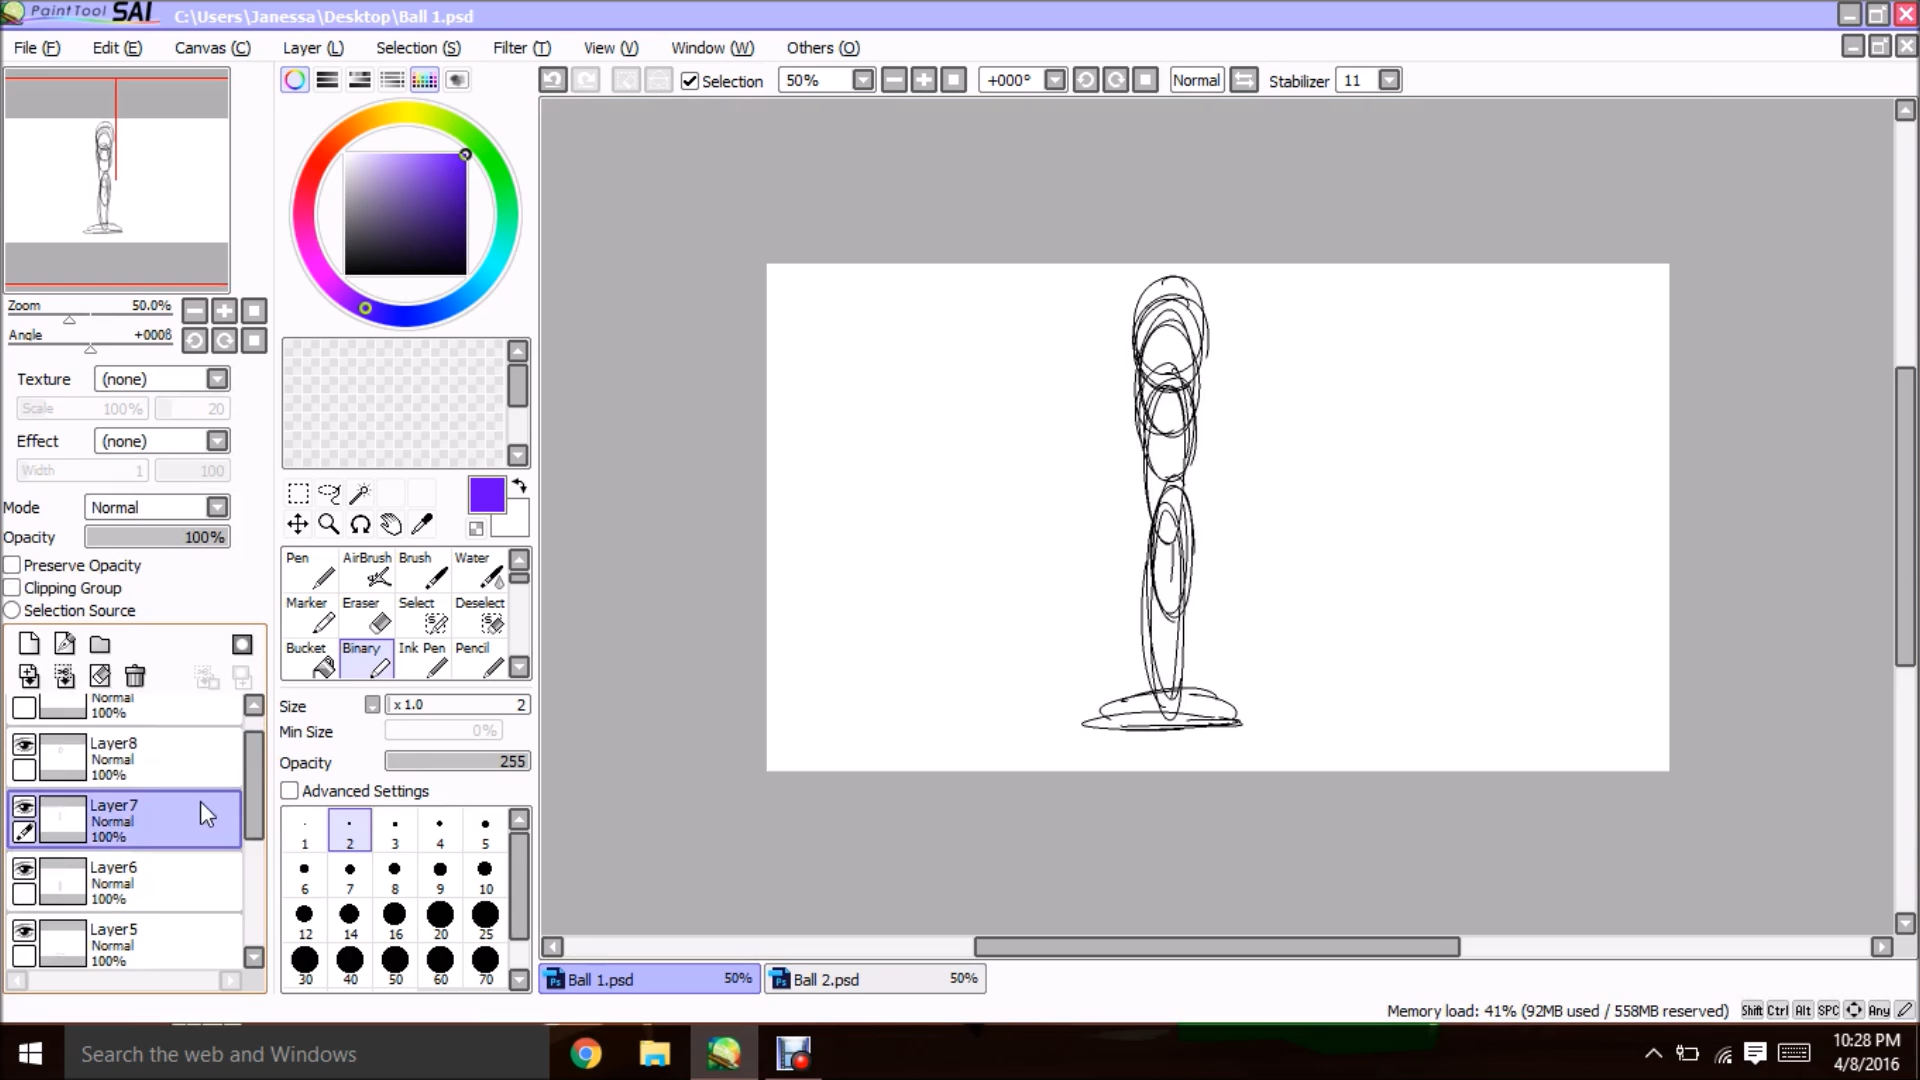 PaintTool SAI C:\Users\Janessa\Desktop\Ball 1.psd
File (F) Edit (E) Canvas (C) Layer (L) Selection (S) Filter (T) View (V) Window (W) Others (O)
Selection 50% +000° Normal Stabilizer 11
Zoom 50.0%
Angle +000ß
Texture (none)
Scale 100% 20
Effect (none)
Width 1 100
Mode Normal
Opacity 100%
Preserve Opacity
Clipping Group
Selection Source
Normal
100%
Layer8
Normal
100%
Layer7
Normal
100%
Layer6
Normal
100%
Layer5
Normal
100%
Pen AirBrush Brush Water
Marker Eraser Select Deselect
Bucket Binary Ink Pen Pencil
Size x 1.0 2
Min Size 0%
Opacity 255
Advanced Settings
1 2 3 4 5
6 7 8 9 10
12 14 16 20 25
30 40 50 60 70
Ps Ball 1.psd 50% Ps Ball 2.psd 50%
Memory load: 41% (92MB used / 558MB reserved) Shift Ctrl Alt SPC Any
Search the web and Windows
10:28 PM
4/8/2016